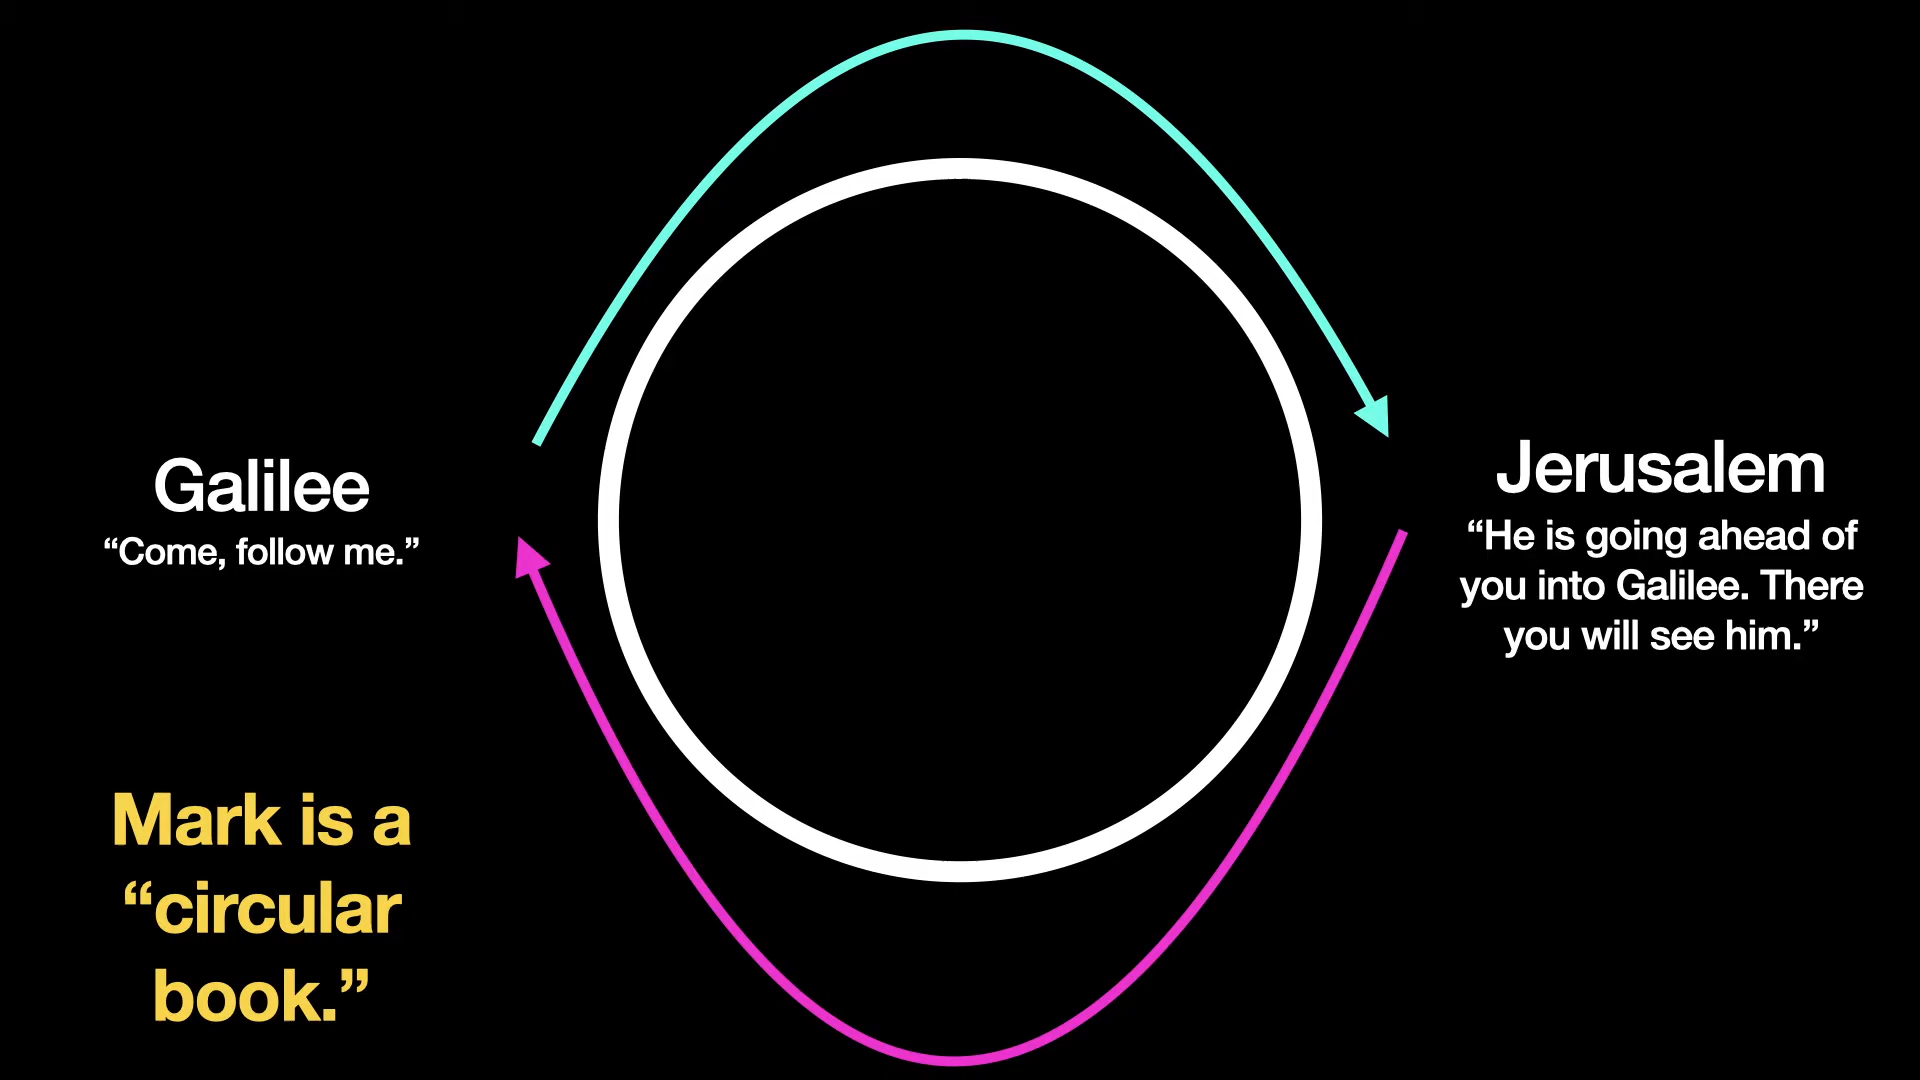 Galilee
“Come, follow me.”
Jerusalem
“He is going ahead of
you into Galilee. There
you will see him.”
Mark is a
“circular
book.”